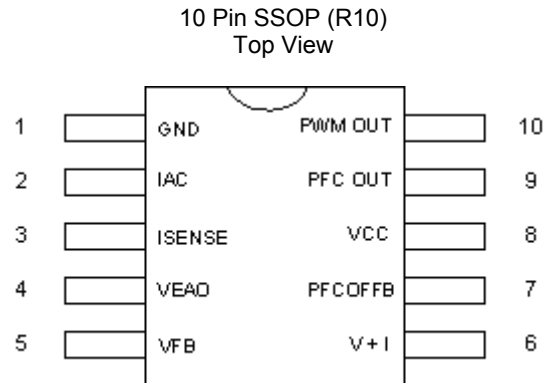 10 Pin SSOP (R10)
Top View
1 GND PWM OUT 10
2 IAC PFC OUT 9
3 ISENSE VCC 8
4 VEAO PFCOFFB 7
5 VFB V + I 6